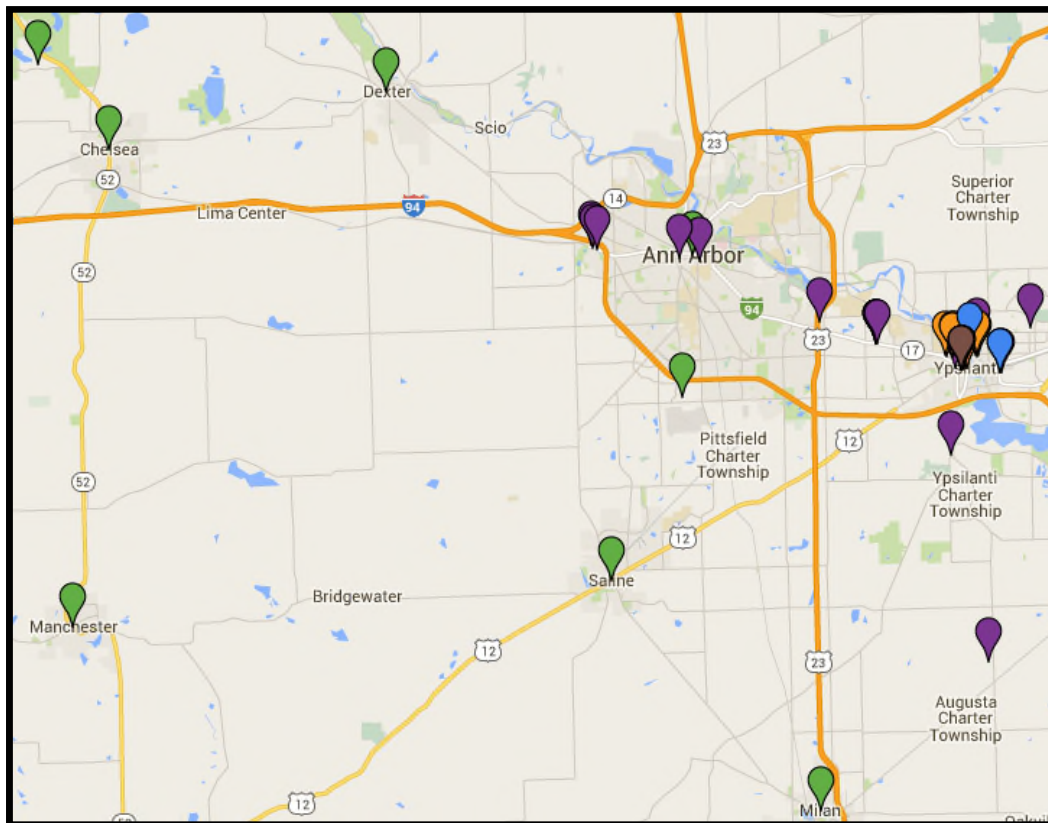 Dexter
Scio
Chelsea
23
52
14
Superior
Charter
Township
94
Lima Center
Ann Arbor
52
94
23
17
Ypsilanti
12
Pittsfield
Charter
Township
52
Ypsilanti
Charter
Township
12
Saline
Bridgewater
Manchester
12
23
Augusta
Charter
Township
12
Milan